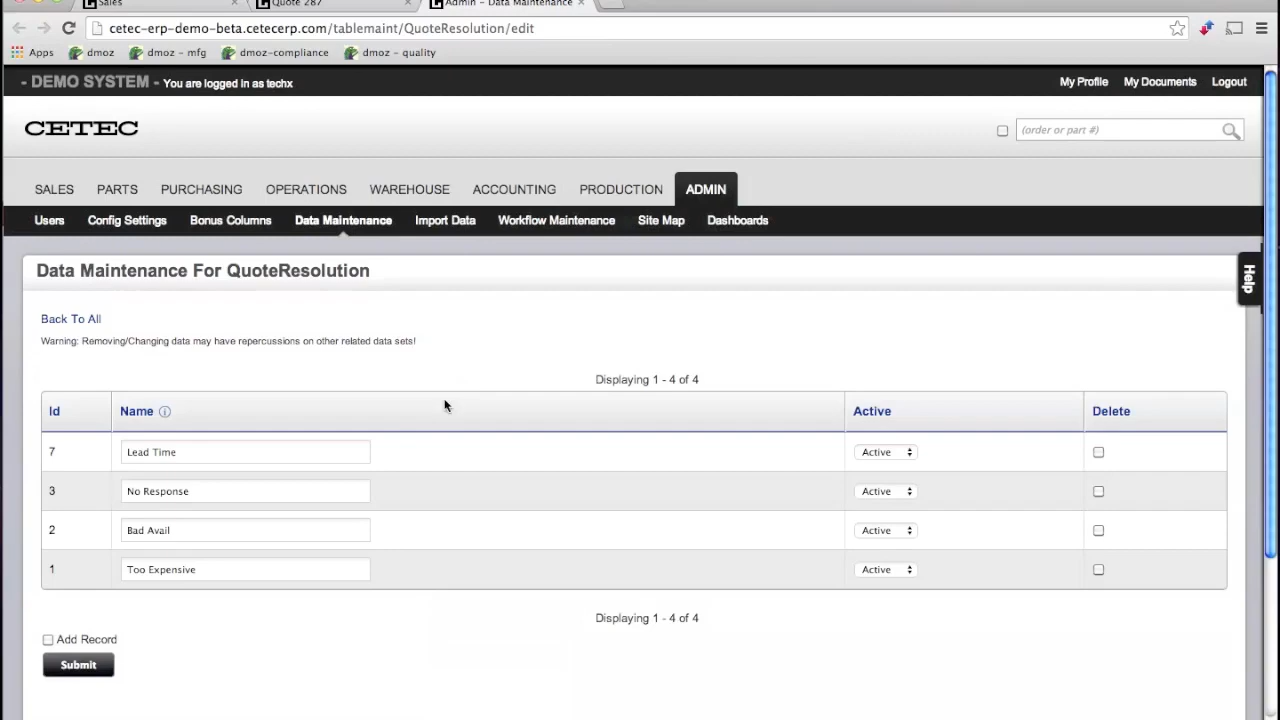 Sales Quote 287 Admin - Data Maintenance
cetec-erp-demo-beta.cetecerp.com/tablemaint/QuoteResolution/edit
Apps dmoz dmoz - mfg dmoz-compliance dmoz - quality
- DEMO SYSTEM - You are logged in as techx My Profile My Documents Logout
CETEC (order or part #)
SALES PARTS PURCHASING OPERATIONS WAREHOUSE ACCOUNTING PRODUCTION ADMIN
Users Config Settings Bonus Columns Data Maintenance Import Data Workflow Maintenance Site Map Dashboards
Data Maintenance For QuoteResolution
Help
Back To All
Warning: Removing/Changing data may have repercussions on other related data sets!
Displaying 1 - 4 of 4
Id Name Active Delete
7 Lead Time Active
3 No Response Active
2 Bad Avail Active
1 Too Expensive Active
Displaying 1 - 4 of 4
Add Record
Submit